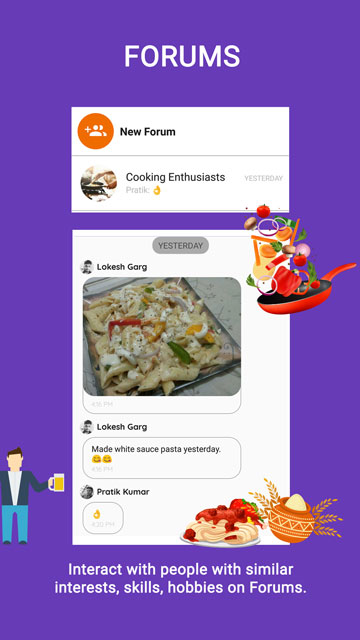 FORUMS
New Forum
Cooking Enthusiasts
YESTERDAY
Pratik: 👌
YESTERDAY
Lokesh Garg
4:15 PM
Lokesh Garg
Made white sauce pasta yesterday.
😋😋
4:16 PM
Pratik Kumar
👌
4:20 PM
Interact with people with similar
interests, skills, hobbies on Forums.